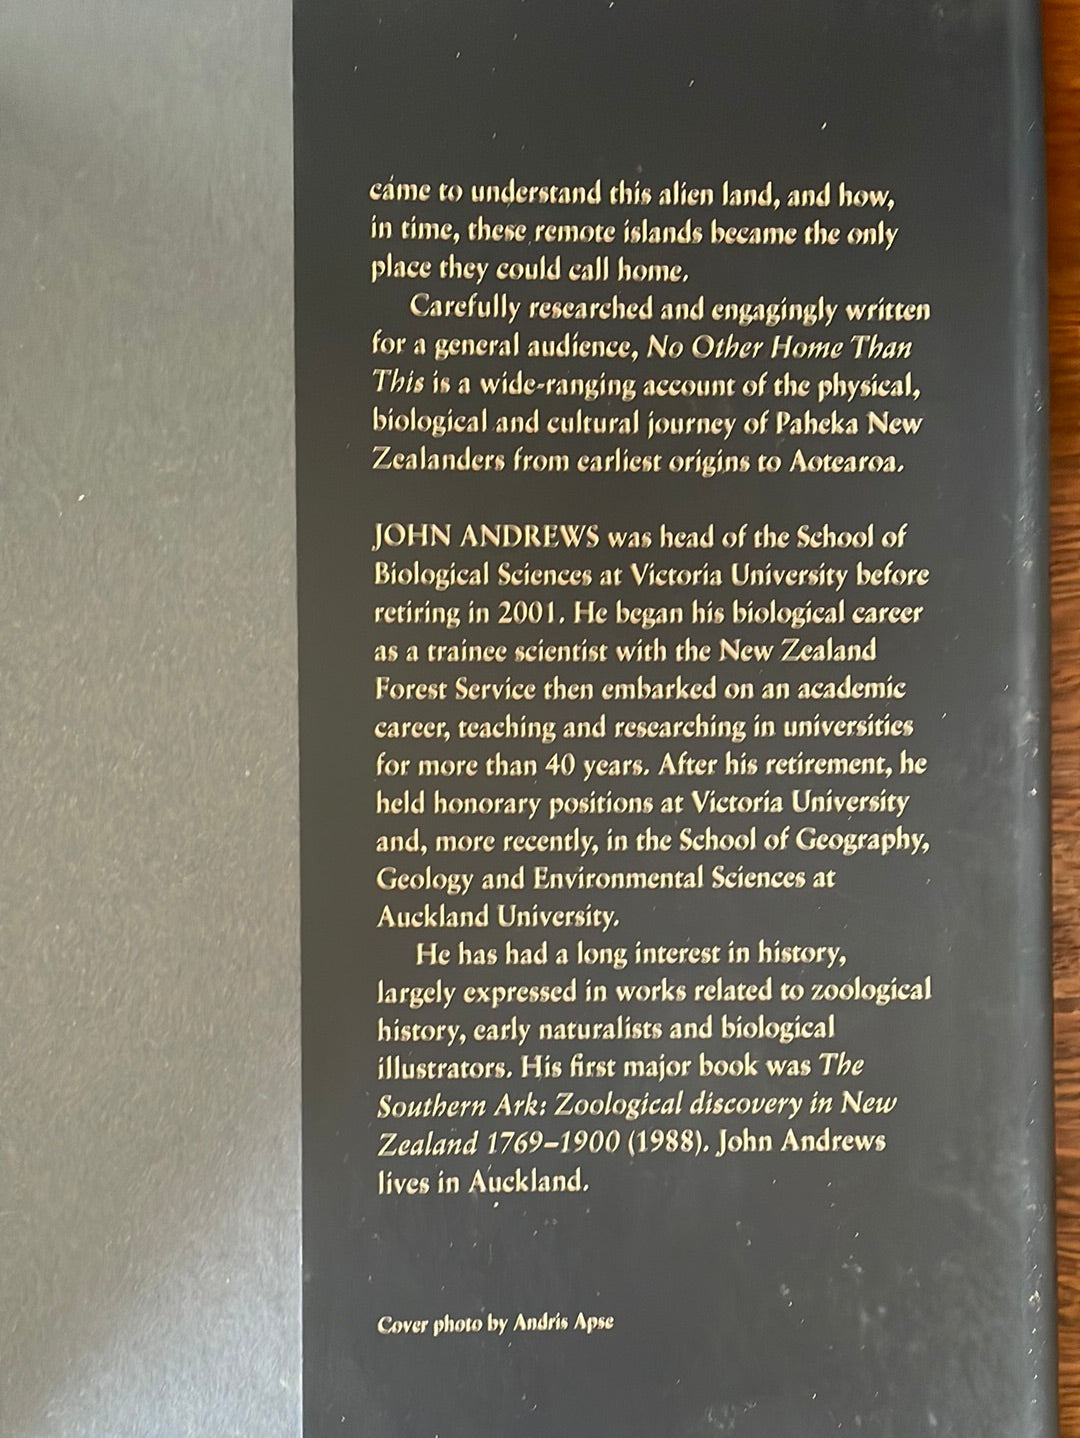 came to understand this alien land, and how,
in time, these remote islands became the only
place they could call home.
Carefully researched and engagingly written
for a general audience, No Other Home Than
This is a wide-ranging account of the physical,
biological and cultural journey of Paheka New
Zealanders from earliest origins to Aotearoa.
JOHN ANDREWS was head of the School of
Biological Sciences at Victoria University before
retiring in 2001. He began his biological career
as a trainee scientist with the New Zealand
Forest Service then embarked on an academic
career, teaching and researching in universities
for more than 40 years. After his retirement, he
held honorary positions at Victoria University
and, more recently, in the School of Geography,
Geology and Environmental Sciences at
Auckland University.
He has had a long interest in history,
largely expressed in works related to zoological
history, early naturalists and biological
illustrators. His first major book was The
Southern Ark: Zoological discovery in New
Zealand 1769–1900 (1988). John Andrews
lives in Auckland.
Cover photo by Andris Apse